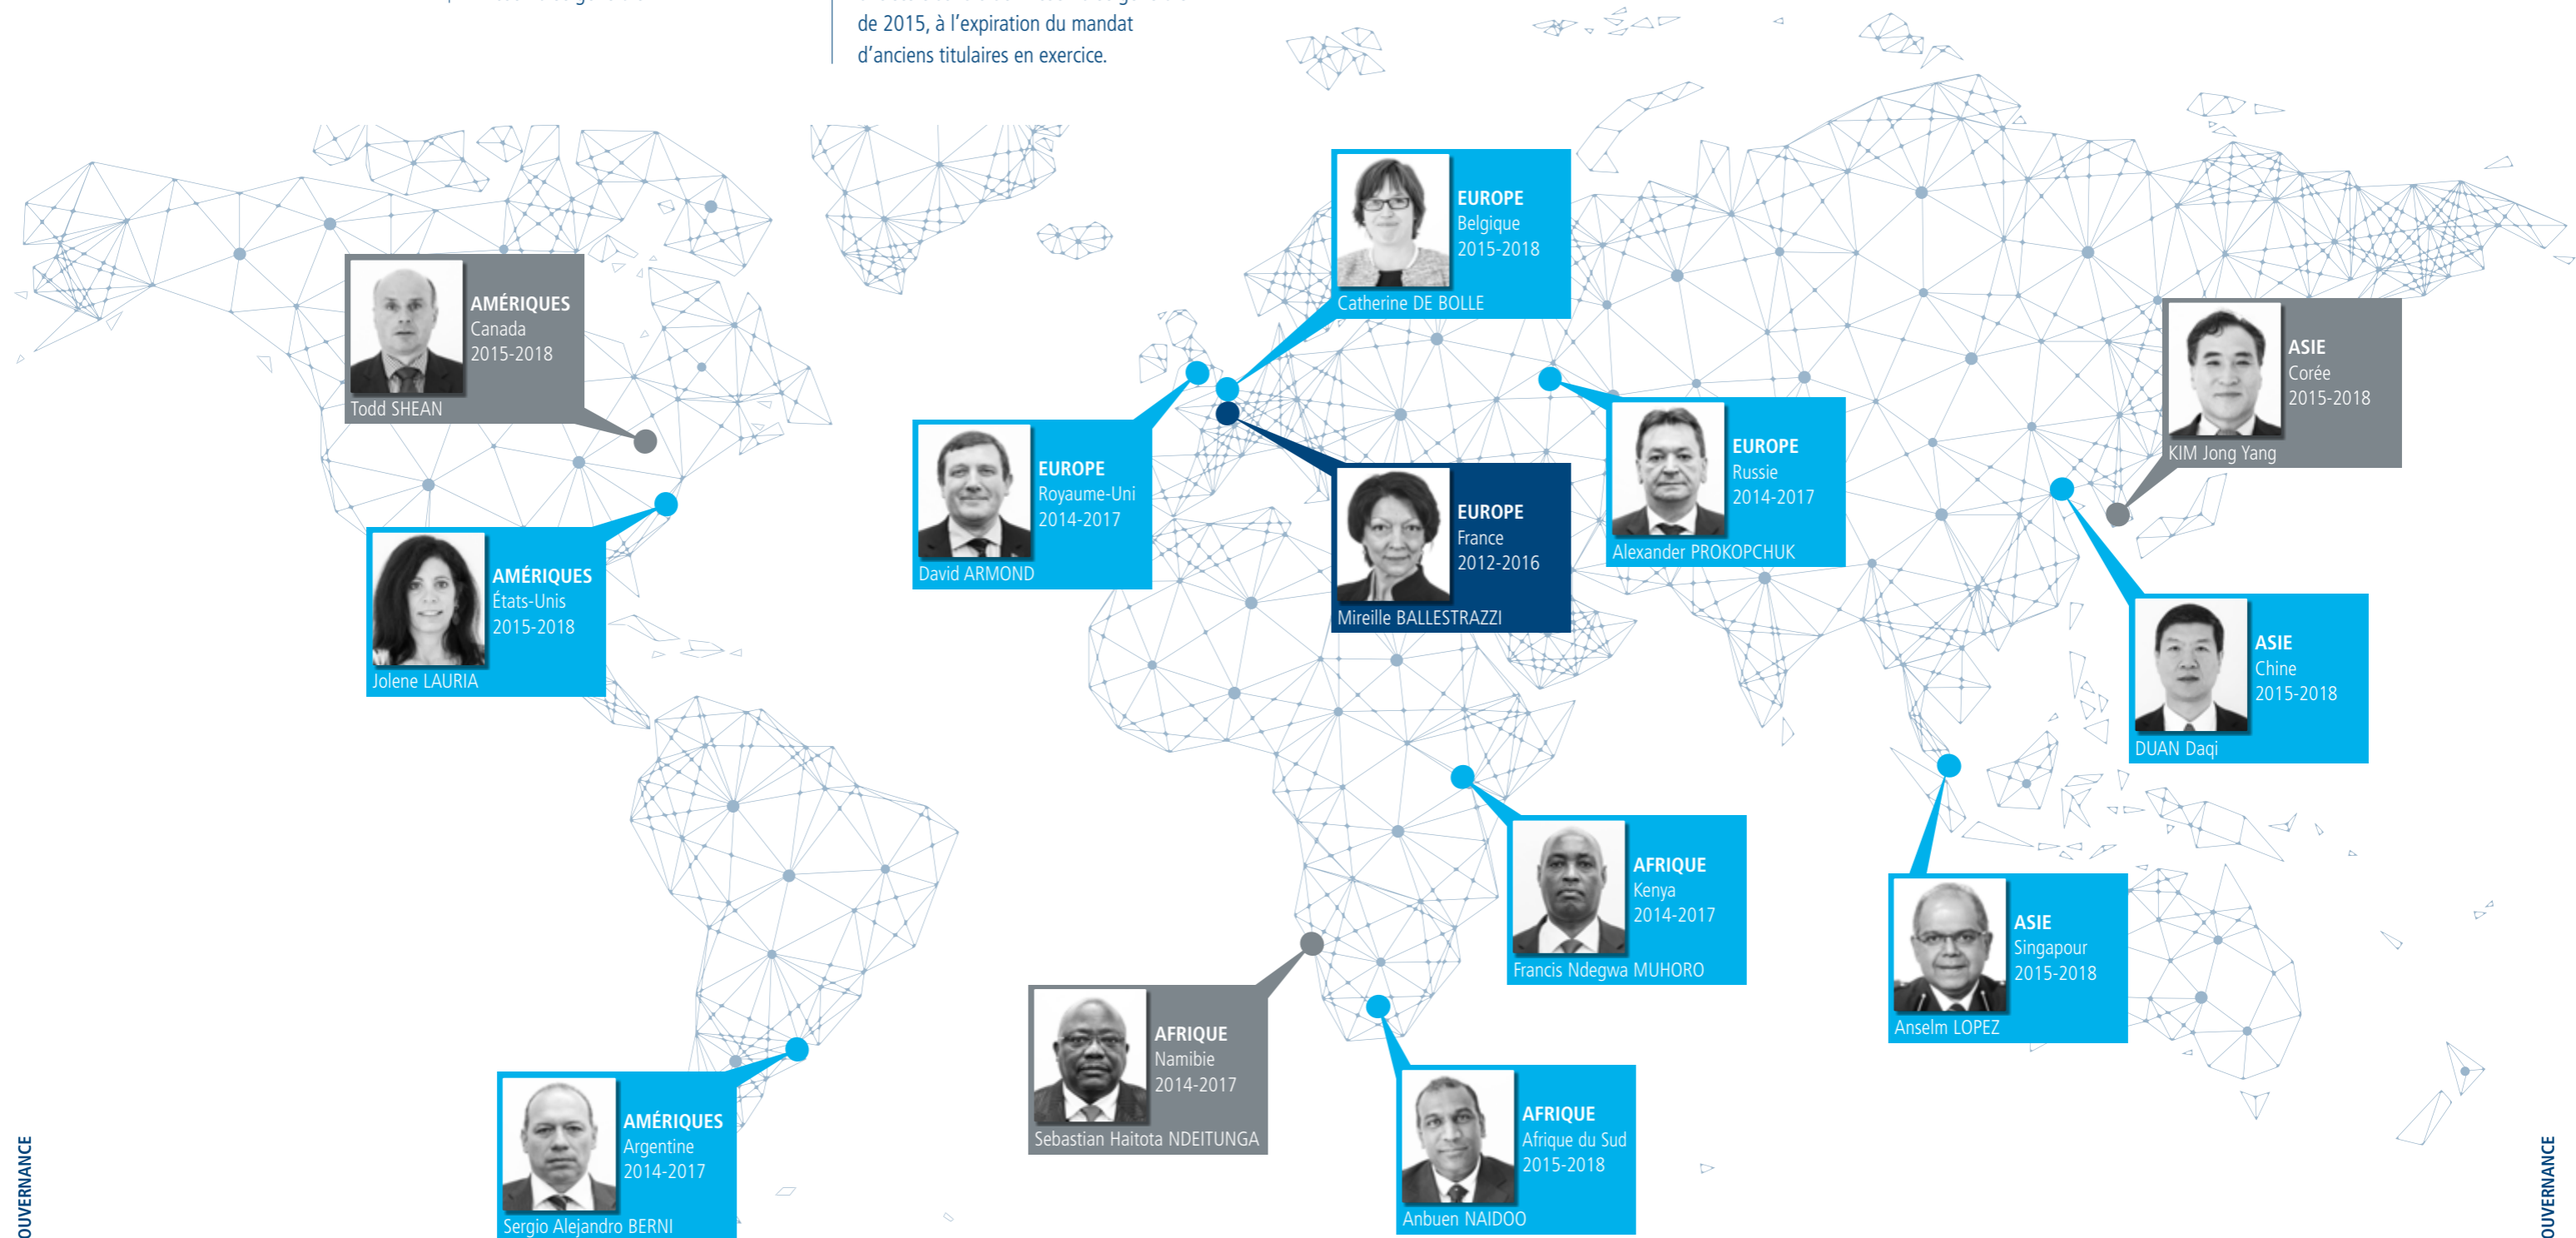 de 2015, à l'expiration du mandat
d'anciens titulaires en exercice.
EUROPE
Belgique
2015-2018
Catherine DE BOLLE
AMÉRIQUES
Canada
2015-2018
Todd SHEAN
ASIE
Corée
2015-2018
KIM Jong Yang
EUROPE
Royaume-Uni
2014-2017
David ARMOND
EUROPE
France
2012-2016
Mireille BALLESTRAZZI
EUROPE
Russie
2014-2017
Alexander PROKOPCHUK
AMÉRIQUES
États-Unis
2015-2018
Jolene LAURIA
ASIE
Chine
2015-2018
DUAN Daqi
AFRIQUE
Kenya
2014-2017
Francis Ndegwa MUHORO
ASIE
Singapour
2015-2018
Anselm LOPEZ
AFRIQUE
Namibie
2014-2017
Sebastian Haitota NDEITUNGA
AFRIQUE
Afrique du Sud
2015-2018
Anbuen NAIDOO
AMÉRIQUES
Argentine
2014-2017
Sergio Alejandro BERNI
OUVERNANCE
OUVERNANCE